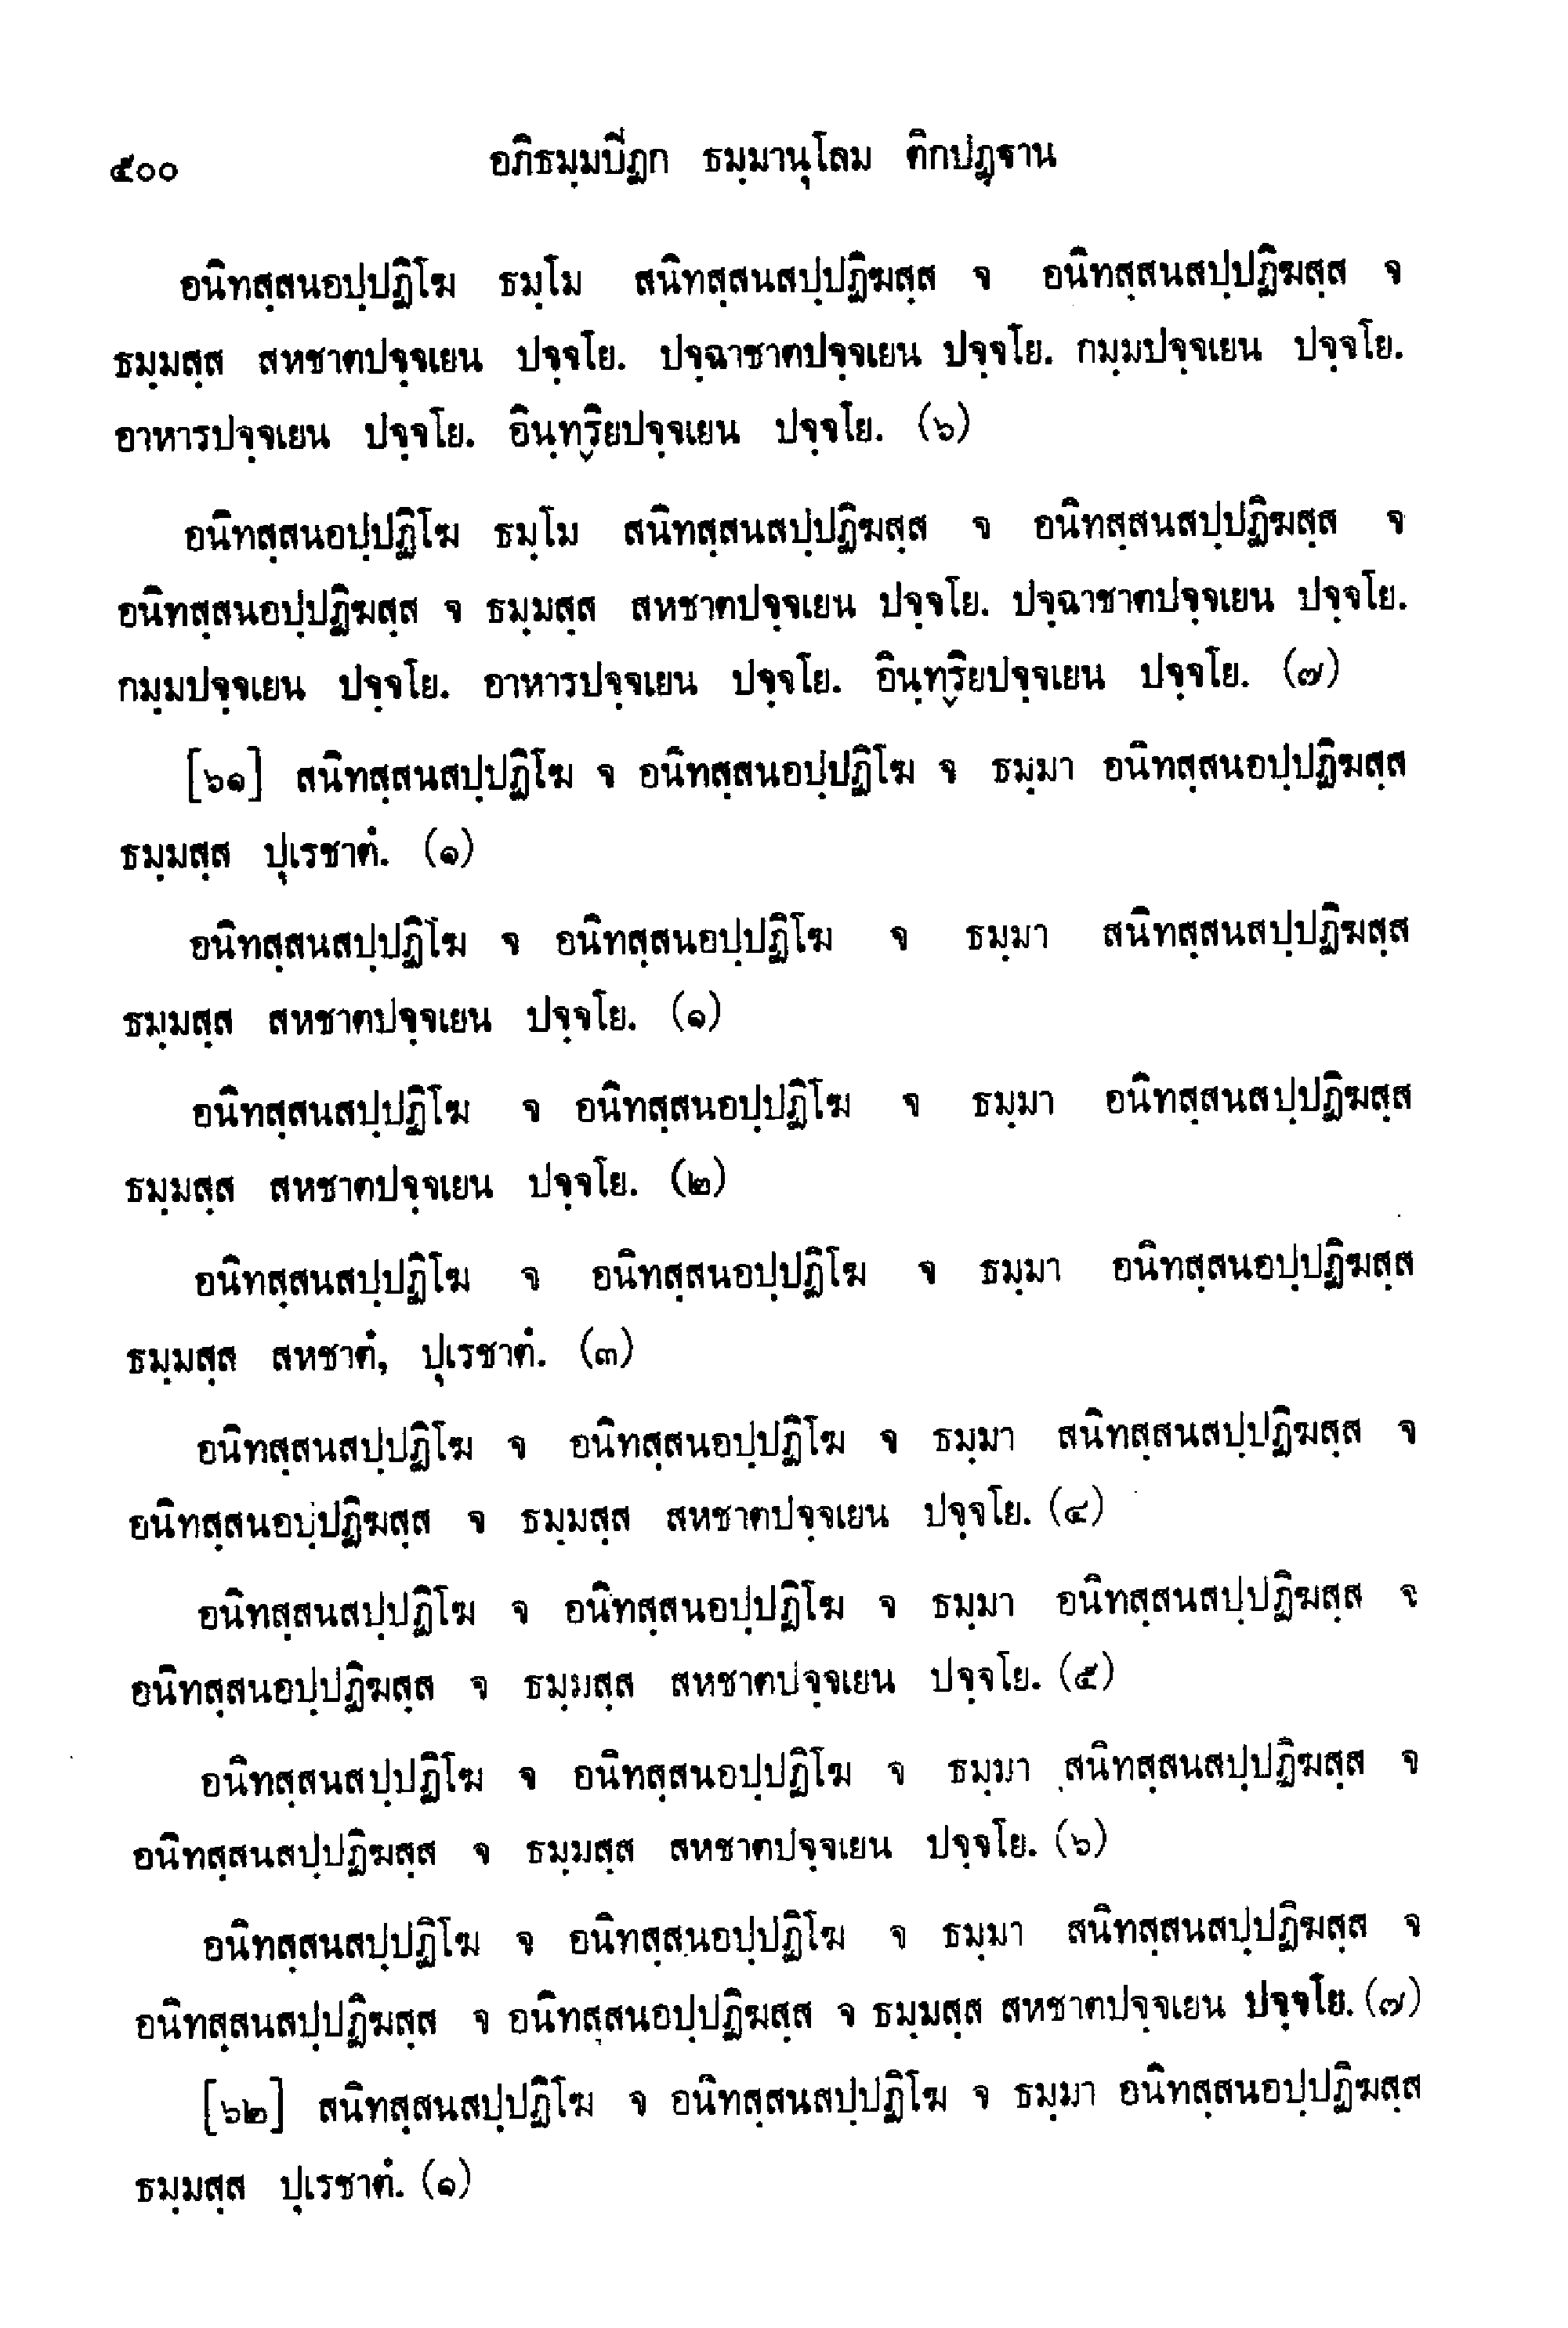 ๕๐๐ อภิธมฺมปิฏก ธมฺมานุโลม ติกปฏฺฐาน
อนิทสฺสนอปฺปฏิโฆ ธมฺโม สนิทสฺสนสปฺปฏิฆสฺส จ อนิทสฺสนสปฺปฏิฆสฺส จ
ธมฺมสฺส สหชาตปจฺจเยน ปจฺจโย. ปจฺฉาชาตปจฺจเยน ปจฺจโย. กมฺมปจฺจเยน ปจฺจโย.
อาหารปจฺจเยน ปจฺจโย. อินฺทฺริยปจฺจเยน ปจฺจโย. (๖)
อนิทสฺสนอปฺปฏิโฆ ธมฺโม สนิทสฺสนสปฺปฏิฆสฺส จ อนิทสฺสนสปฺปฏิฆสฺส จ
อนิทสฺสนอปฺปฏิฆสฺส จ ธมฺมสฺส สหชาตปจฺจเยน ปจฺจโย. ปจฺฉาชาตปจฺจเยน ปจฺจโย.
กมฺมปจฺจเยน ปจฺจโย. อาหารปจฺจเยน ปจฺจโย. อินฺทฺริยปจฺจเยน ปจฺจโย. (๗)
[๖๑] สนิทสฺสนสปฺปฏิโฆ จ อนิทสฺสนอปฺปฏิโฆ จ ธมฺมา อนิทสฺสนอปฺปฏิฆสฺส
ธมฺมสฺส ปุเรชาตํ. (๑)
อนิทสฺสนสปฺปฏิโฆ จ อนิทสฺสนอปฺปฏิโฆ จ ธมฺมา สนิทสฺสนสปฺปฏิฆสฺส
ธมฺมสฺส สหชาตปจฺจเยน ปจฺจโย. (๑)
อนิทสฺสนสปฺปฏิโฆ จ อนิทสฺสนอปฺปฏิโฆ จ ธมฺมา อนิทสฺสนสปฺปฏิฆสฺส
ธมฺมสฺส สหชาตปจฺจเยน ปจฺจโย. (๒)
อนิทสฺสนสปฺปฏิโฆ จ อนิทสฺสนอปฺปฏิโฆ จ ธมฺมา อนิทสฺสนอปฺปฏิฆสฺส
ธมฺมสฺส สหชาตํ, ปุเรชาตํ. (๓)
อนิทสฺสนสปฺปฏิโฆ จ อนิทสฺสนอปฺปฏิโฆ จ ธมฺมา สนิทสฺสนสปฺปฏิฆสฺส จ
อนิทสฺสนอปฺปฏิฆสฺส จ ธมฺมสฺส สหชาตปจฺจเยน ปจฺจโย. (๔)
อนิทสฺสนสปฺปฏิโฆ จ อนิทสฺสนอปฺปฏิโฆ จ ธมฺมา อนิทสฺสนสปฺปฏิฆสฺส จ
อนิทสฺสนอปฺปฏิฆสฺส จ ธมฺมสฺส สหชาตปจฺจเยน ปจฺจโย. (๕)
อนิทสฺสนสปฺปฏิโฆ จ อนิทสฺสนอปฺปฏิโฆ จ ธมฺมา สนิทสฺสนสปฺปฏิฆสฺส จ
อนิทสฺสนสปฺปฏิฆสฺส จ ธมฺมสฺส สหชาตปจฺจเยน ปจฺจโย. (๖)
อนิทสฺสนสปฺปฏิโฆ จ อนิทสฺสนอปฺปฏิโฆ จ ธมฺมา สนิทสฺสนสปฺปฏิฆสฺส จ
อนิทสฺสนสปฺปฏิฆสฺส จ อนิทสฺสนอปฺปฏิฆสฺส จ ธมฺมสฺส สหชาตปจฺจเยน ปจฺจโย. (๗)
[๖๒] สนิทสฺสนสปฺปฏิโฆ จ อนิทสฺสนสปฺปฏิโฆ จ ธมฺมา อนิทสฺสนอปฺปฏิฆสฺส
ธมฺมสฺส ปุเรชาตํ. (๑)